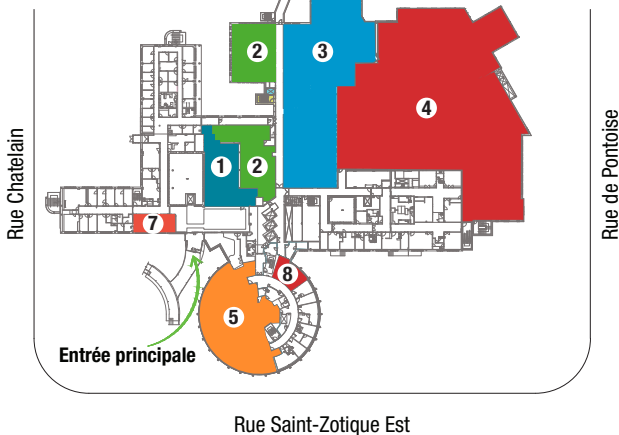 2
3
4
1
2
7
8
5
Rue Chatelain
Rue de Pontoise
Entrée principale
Rue Saint-Zotique Est